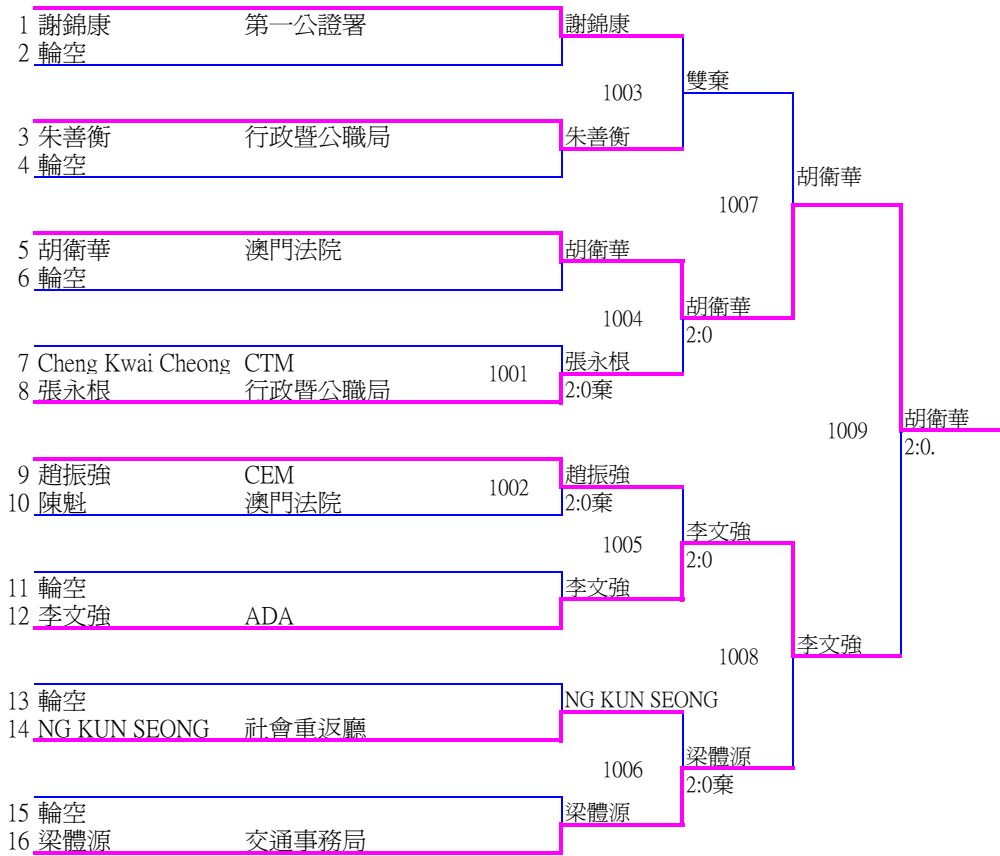 1 謝錦康 第一公證署 謝錦康
2 輪空
1003 雙棄
3 朱善衡 行政暨公職局 朱善衡
4 輪空
胡衛華
1007
5 胡衛華 澳門法院 胡衛華
6 輪空
1004 胡衛華
2:0
7 Cheng Kwai Cheong CTM 1001 張永根
8 張永根 行政暨公職局 2:0棄
1009 胡衛華
2:0.
9 趙振強 CEM 1002 趙振強
10 陳魁 澳門法院 2:0棄
1005 李文強
2:0
11 輪空 李文強
12 李文強 ADA
1008 李文強
13 輪空 NG KUN SEONG
14 NG KUN SEONG 社會重返廳
1006 梁體源
2:0棄
15 輪空 梁體源
16 梁體源 交通事務局